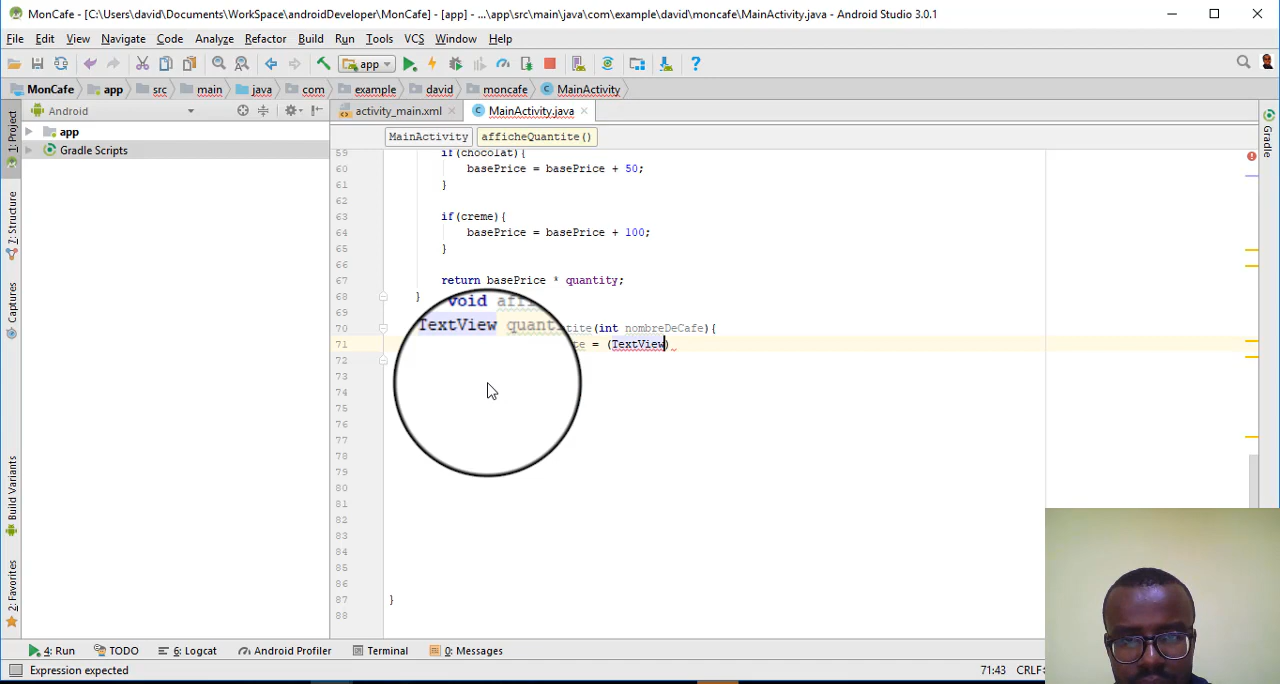 MonCafe - [C:\Users\david\Documents\WorkSpace\androidDeveloper\MonCafe] - [app] - ...\app\src\main\java\com\example\david\moncafe\MainActivity.java - Android Studio 3.0.1
File Edit View Navigate Code Analyze Refactor Build Run Tools VCS Window Help
app
MonCafe app src main java com example david moncafe MainActivity
1: Project
7: Structure
Captures
Build Variants
2: Favorites
Android
app
Gradle Scripts
activity_main.xml MainActivity.java
MainActivity afficheQuantite()
59 if(chocolat){
60 basePrice = basePrice + 50;
61 }
62
63 if(creme){
64 basePrice = basePrice + 100;
65 }
66
67 return basePrice * quantity;
68 }
void affi
70 tite(int nombreDeCafe){
TextView quanti
71 te = (TextView)
72
73
74
75
76
77
78
79
80
81
82
83
84
85
86
87 }
88
Gradle
4: Run TODO 6: Logcat Android Profiler Terminal 0: Messages
Expression expected 71:43 CRLF